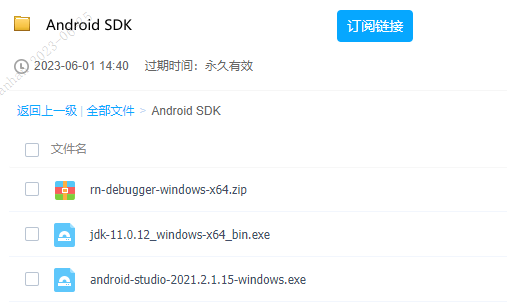 Android SDK
订阅链接
2023-06-01 14:40 过期时间：永久有效
返回上一级 | 全部文件 > Android SDK
文件名
rn-debugger-windows-x64.zip
jdk-11.0.12_windows-x64_bin.exe
android-studio-2021.2.1.15-windows.exe